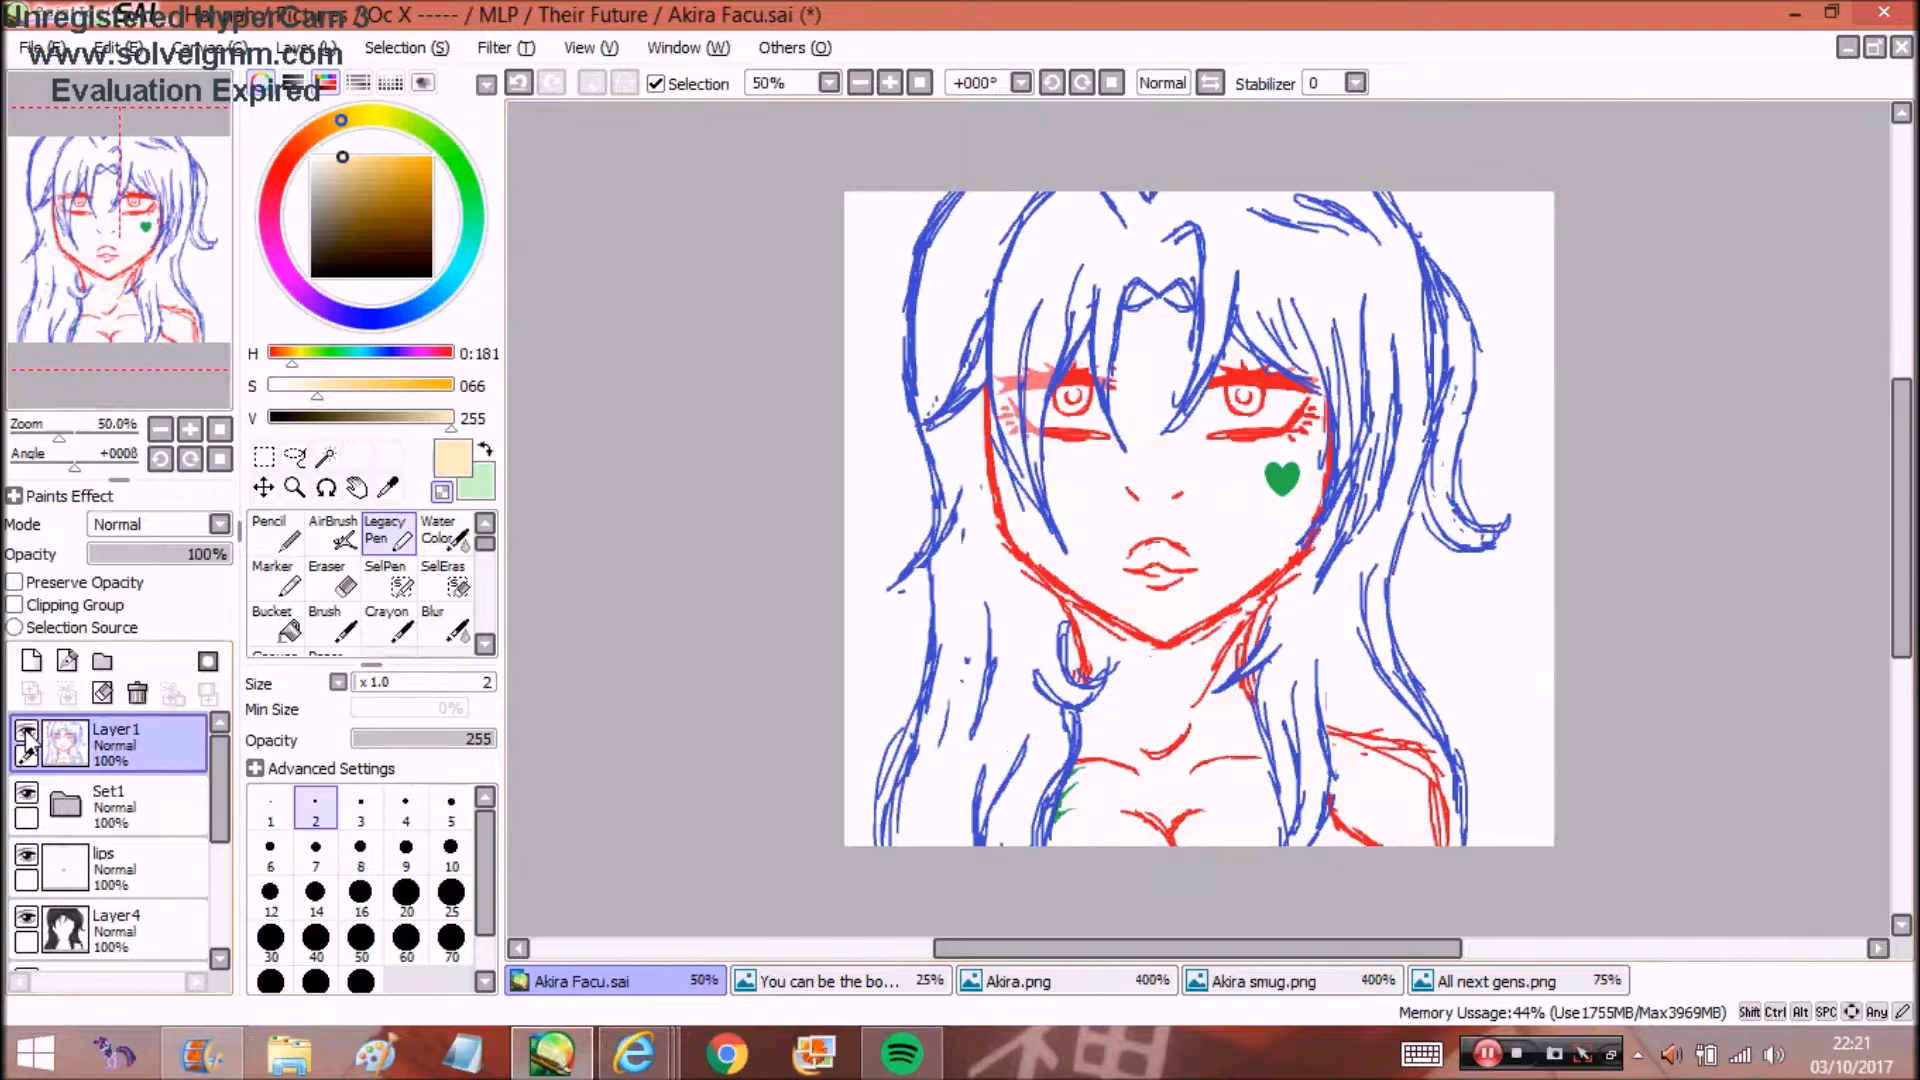 Unregistered HyperCam 3
SAI
/ Pictures / Oc X ----- / MLP / Their Future / Akira Facu.sai (*)
www.solveigmm.com
Evaluation Expired
File (F) Edit (E) Canvas (C) Layer (L) Selection (S) Filter (T) View (V) Window (W) Others (O)
Selection 50% +000° Normal Stabilizer 0
H 0:181
S 066
V 255
Zoom 50.0%
Angle +000ß
Paints Effect
Mode Normal
Opacity 100%
Preserve Opacity
Clipping Group
Selection Source
Pencil AirBrush Legacy Pen Water Color
Marker Eraser SelPen SelEras
Bucket Brush Crayon Blur
Size x 1.0 2
Min Size 0%
Opacity 255
Advanced Settings
1 2 3 4 5
6 7 8 9 10
12 14 16 20 25
30 40 50 60 70
Layer1
Normal
100%
Set1
Normal
100%
lips
Normal
100%
Layer4
Normal
100%
Akira Facu.sai 50% You can be the bo... 25% Akira.png 400% Akira smug.png 400% All next gens.png 75%
Memory Ussage:44% (Use1755MB/Max3969MB) Shift Ctrl Alt SPC Any
22:21
03/10/2017